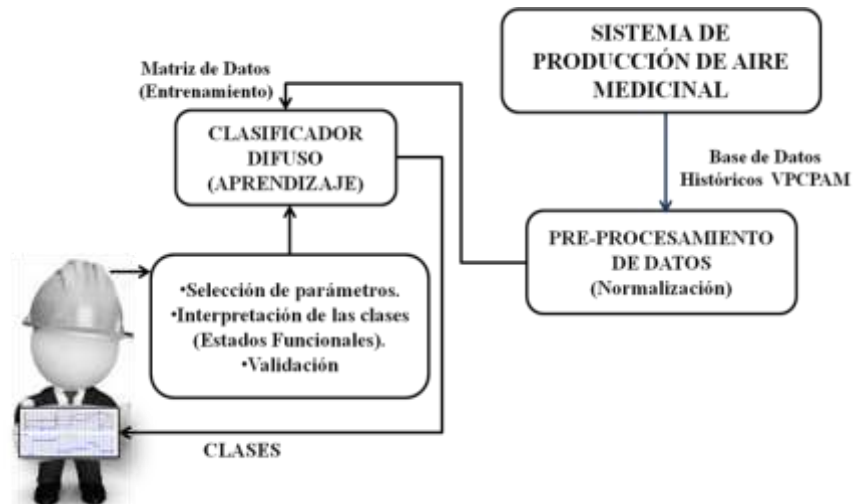 SISTEMA DE
PRODUCCIÓN DE AIRE
MEDICINAL
Matriz de Datos
(Entrenamiento)
CLASIFICADOR
DIFUSO
(APRENDIZAJE)
Base de Datos
Históricos VPCPAM
PRE-PROCESAMIENTO
DE DATOS
(Normalización)
•Selección de parámetros.
•Interpretación de las clases
(Estados Funcionales).
•Validación
CLASES